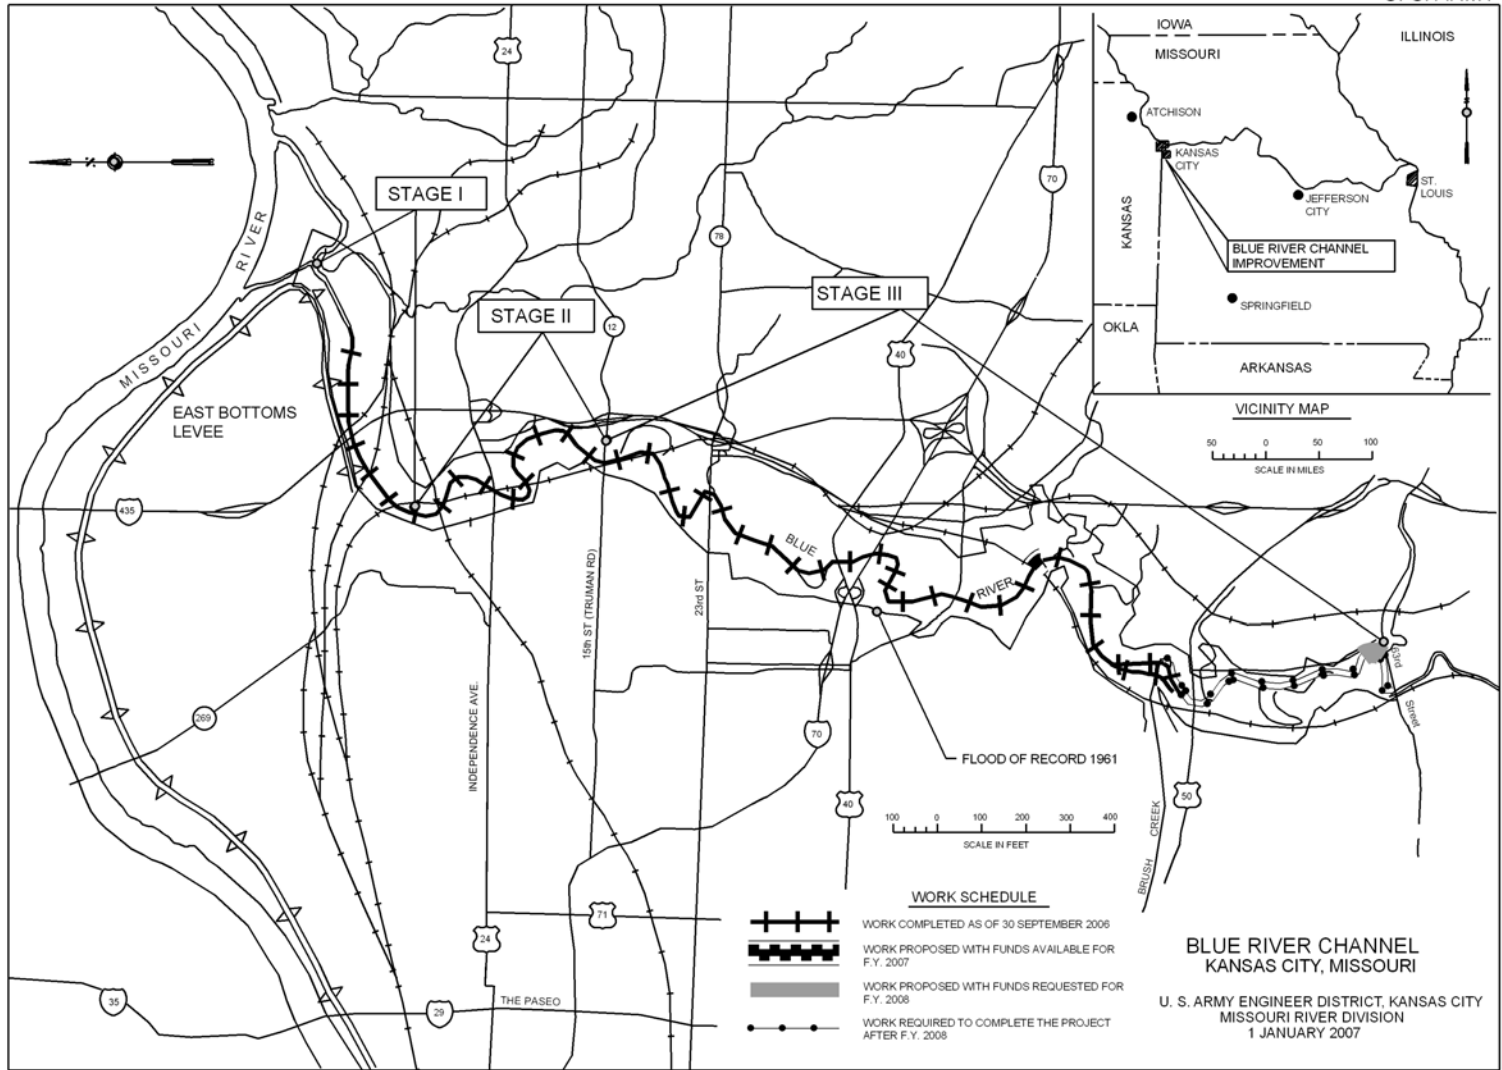 IOWA
MISSOURI
ILLINOIS
ATCHISON
KANSAS
CITY
ST.
LOUIS
JEFFERSON
CITY
KANSAS
BLUE RIVER CHANNEL
IMPROVEMENT
SPRINGFIELD
OKLA
ARKANSAS
VICINITY MAP
50 0 50 100
SCALE IN MILES
N
24
STAGE I
70
78
RIVER
STAGE III
STAGE II
12
40
MISSOURI
EAST BOTTOMS
LEVEE
435
BLUE
RIVER
15th ST (TRUMAN RD)
23rd ST
63rd
Street
INDEPENDENCE AVE.
269
70
FLOOD OF RECORD 1961
40
50
BRUSH CREEK
100 0 100 200 300 400
SCALE IN FEET
71
24
35
29
THE PASEO
WORK SCHEDULE
WORK COMPLETED AS OF 30 SEPTEMBER 2006
WORK PROPOSED WITH FUNDS AVAILABLE FOR
F.Y. 2007
WORK PROPOSED WITH FUNDS REQUESTED FOR
F.Y. 2008
WORK REQUIRED TO COMPLETE THE PROJECT
AFTER F.Y. 2008
BLUE RIVER CHANNEL
KANSAS CITY, MISSOURI
U. S. ARMY ENGINEER DISTRICT, KANSAS CITY
MISSOURI RIVER DIVISION
1 JANUARY 2007